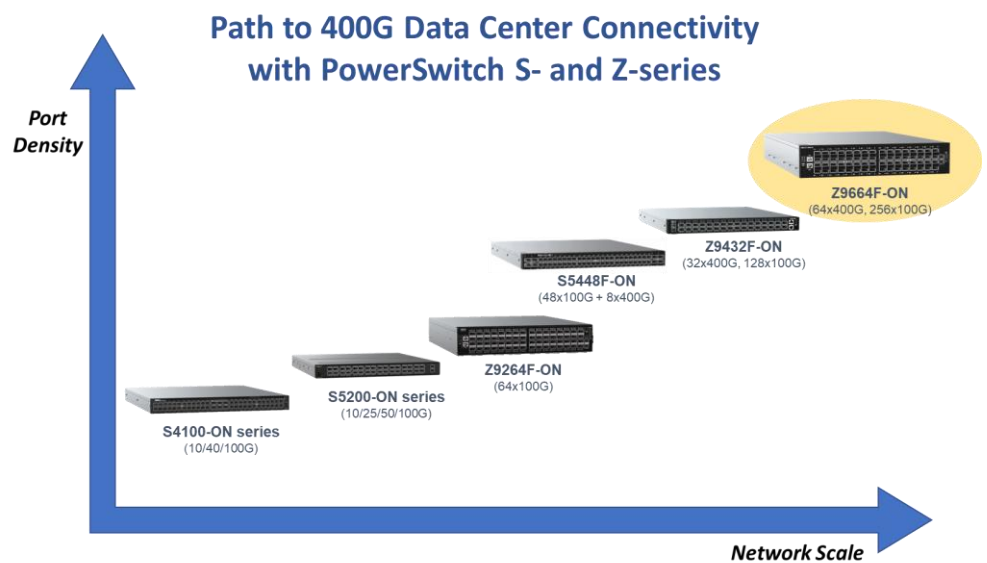 Path to 400G Data Center Connectivity
with PowerSwitch S- and Z-series
Port
Density
Z9664F-ON
(64x400G, 256x100G)
Z9432F-ON
(32x400G, 128x100G)
S5448F-ON
(48x100G + 8x400G)
Z9264F-ON
(64x100G)
S5200-ON series
(10/25/50/100G)
S4100-ON series
(10/40/100G)
Network Scale